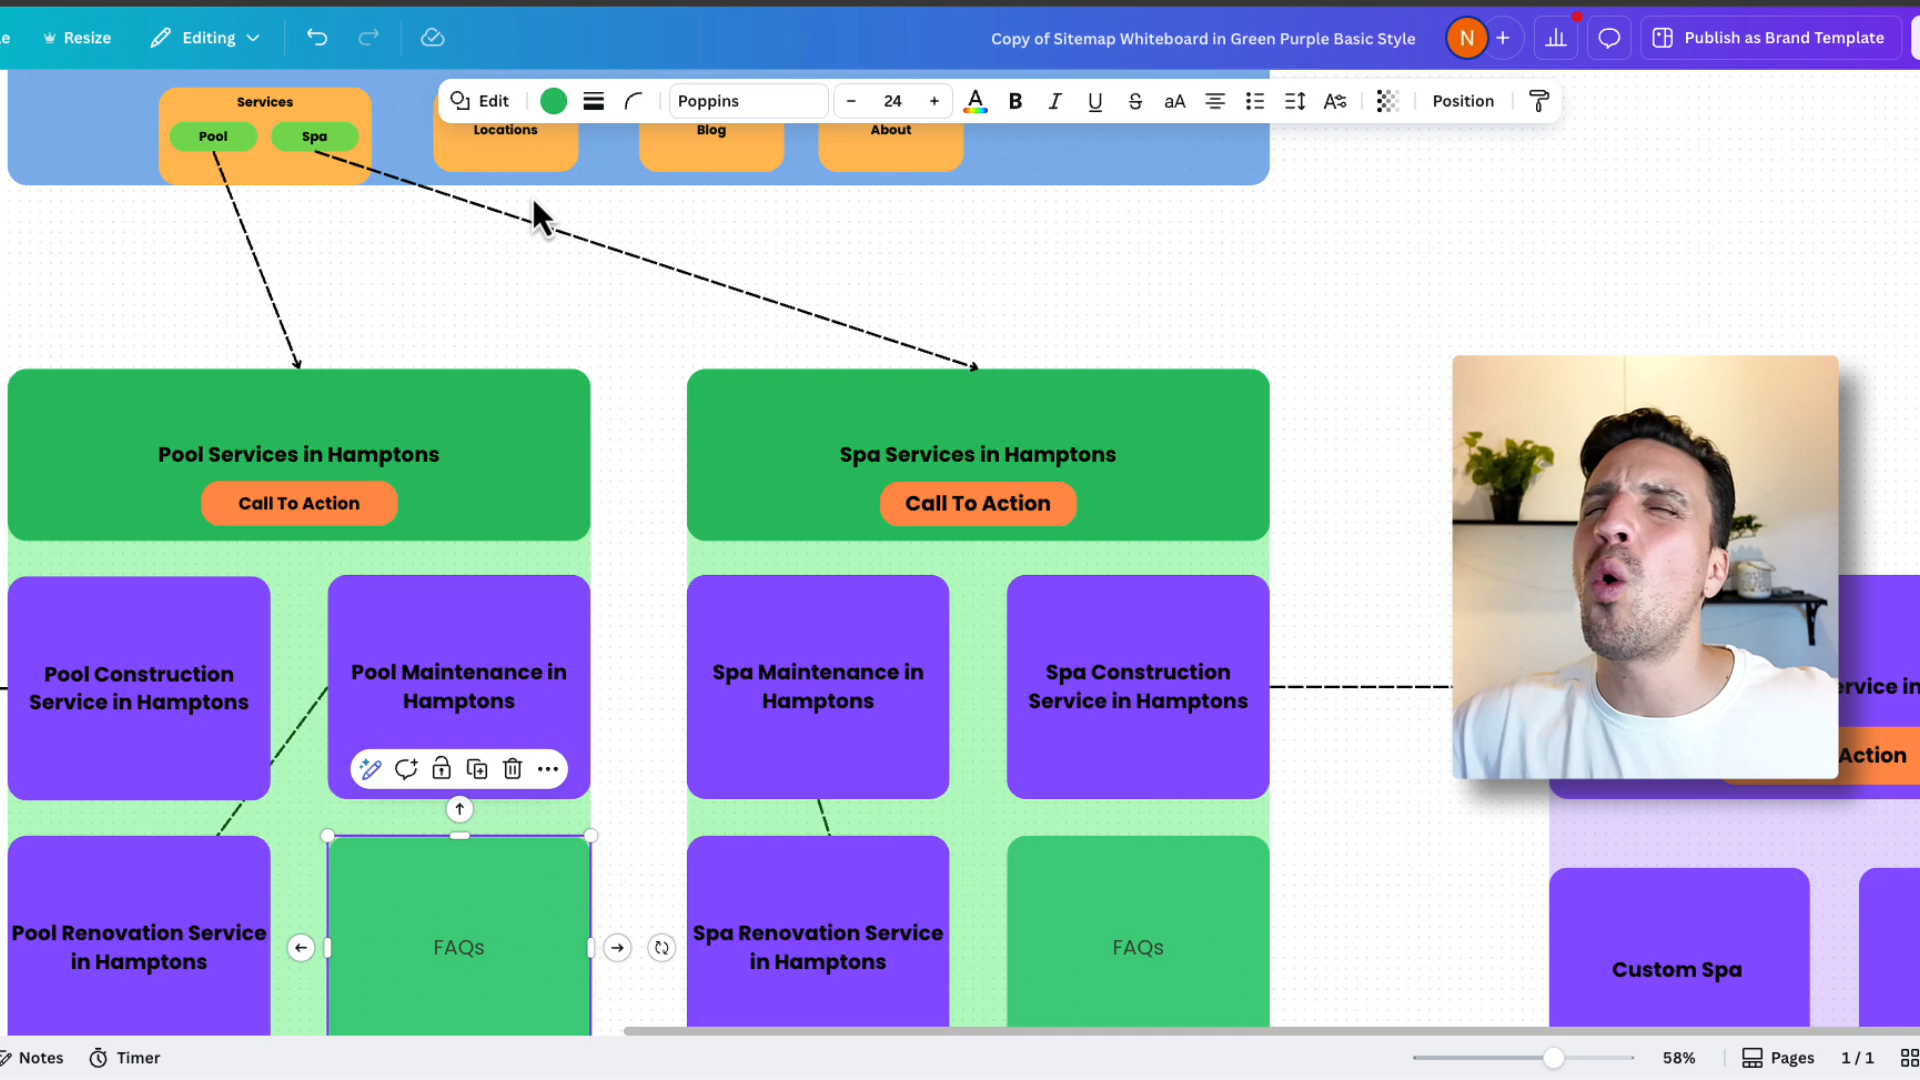 e Resize Editing Copy of Sitemap Whiteboard in Green Purple Basic Style N + Publish as Brand Template
Edit Poppins − 24 + A B I U S aA Position
Services
Pool Spa
Locations Blog About
Pool Services in Hamptons
Call To Action
Spa Services in Hamptons
Call To Action
Pool Construction
Service in Hamptons
Pool Maintenance in
Hamptons
Spa Maintenance in
Hamptons
Spa Construction
Service in Hamptons
ervice in
Action
Pool Renovation Service
in Hamptons
FAQs
Spa Renovation Service
in Hamptons
FAQs
Custom Spa
Notes Timer 58% Pages 1 / 1